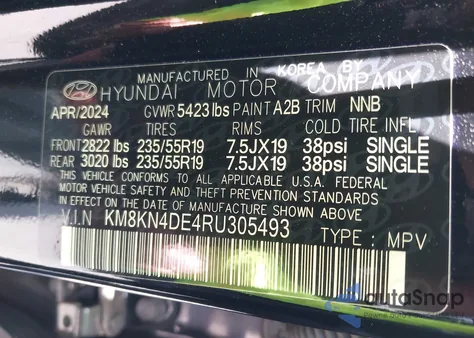 MANUFACTURED IN KOREA BY
HYUNDAI MOTOR COMPANY
APR/2024 GVWR 5423 lbs PAINT A2B TRIM NNB
GAWR TIRES RIMS COLD TIRE INFL
FRONT 2822 lbs 235/55R19 7.5JX19 38psi SINGLE
REAR 3020 lbs 235/55R19 7.5JX19 38psi SINGLE
THIS VEHICLE CONFORMS TO ALL APPLICABLE U.S.A. FEDERAL
MOTOR VEHICLE SAFETY AND THEFT PREVENTION STANDARDS
IN EFFECT ON THE DATE OF MANUFACTURE SHOWN ABOVE
V.I.N KM8KN4DE4RU305493
TYPE : MPV
autaSnap